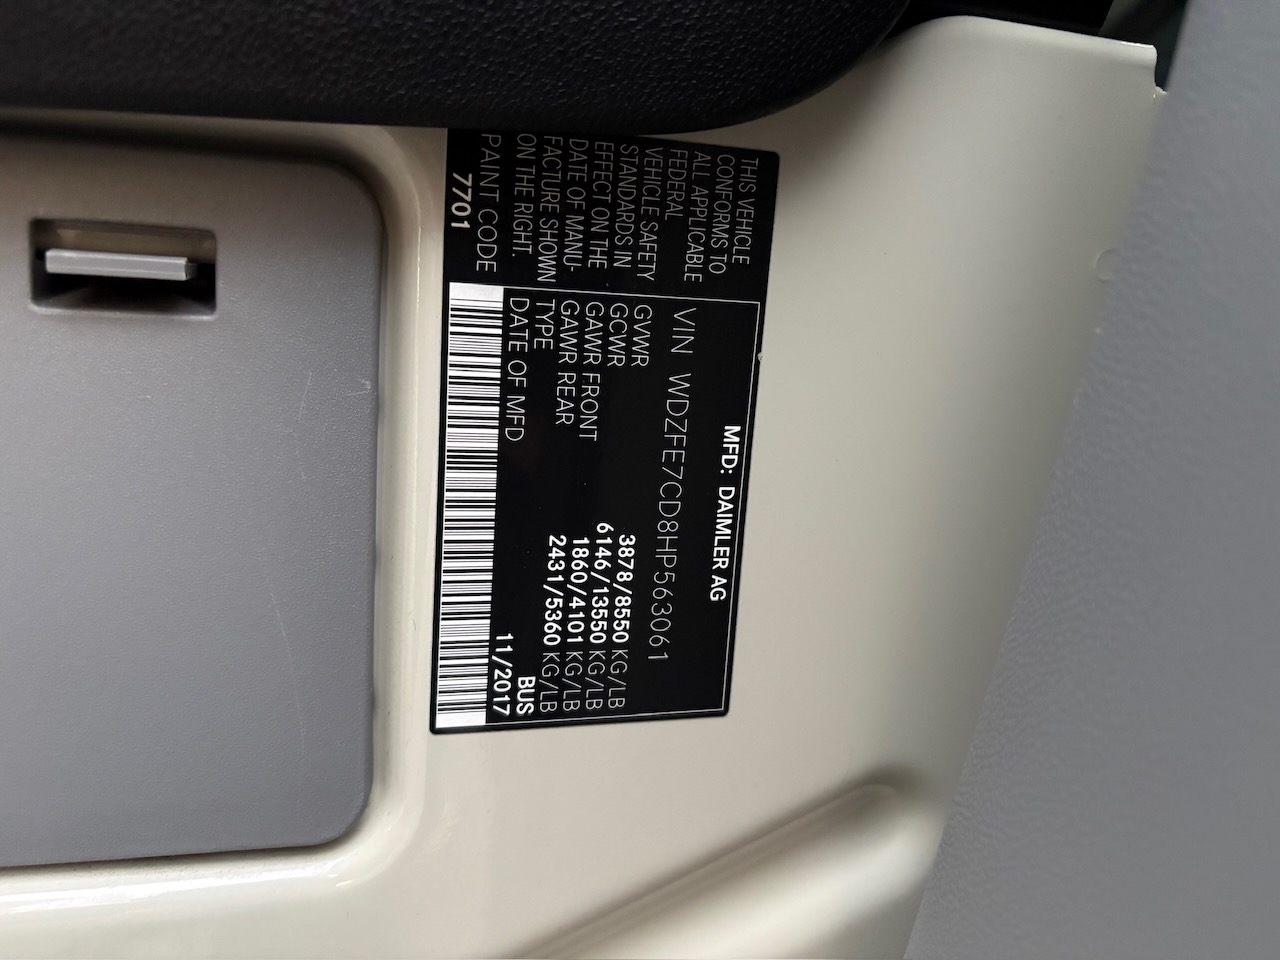 THIS VEHICLE
CONFORMS TO
ALL APPLICABLE
FEDERAL
VEHICLE SAFETY
STANDARDS IN
EFFECT ON THE
DATE OF MANU-
FACTURE SHOWN
ON THE RIGHT.
PAINT CODE
7701
MFD: DAIMLER AG
VIN WDZFE7CD8HP563061
GVWR 3878/8550 KG/LB
GCWR 6146/13550 KG/LB
GAWR FRONT 1860/4101 KG/LB
GAWR REAR 2431/5360 KG/LB
TYPE BUS
DATE OF MFD 11/2017